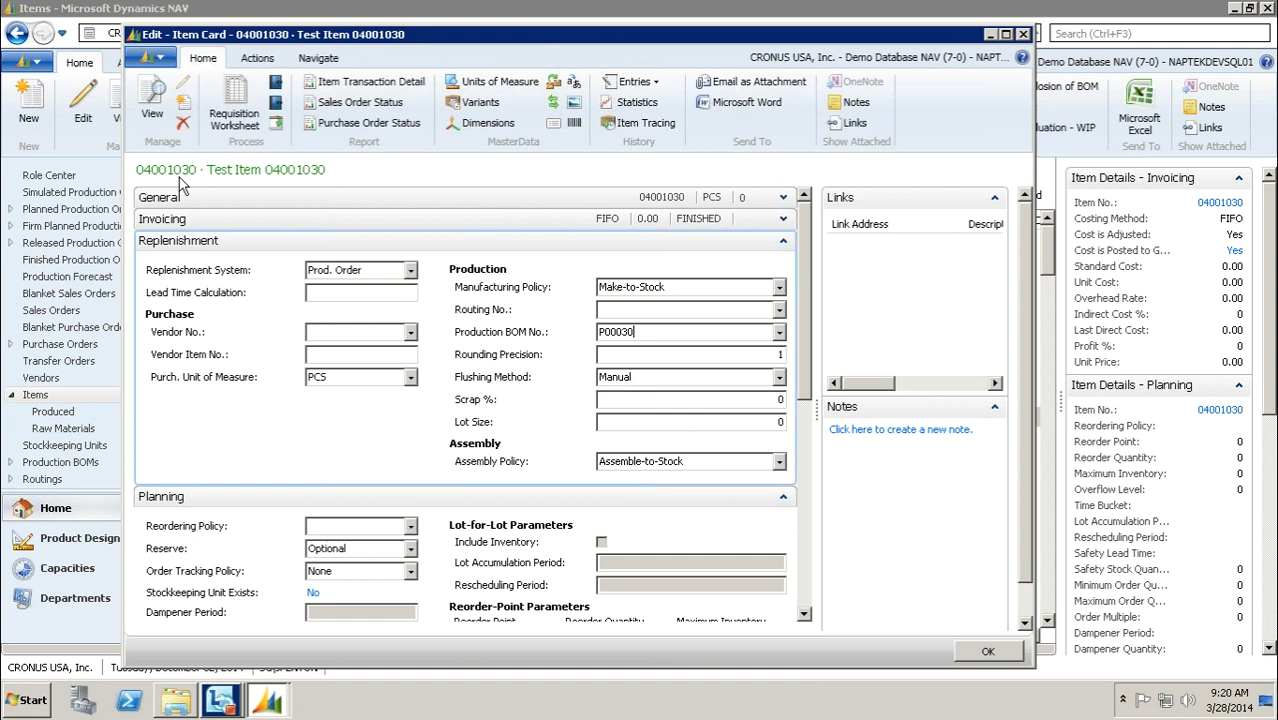 Items - Microsoft Dynamics NAV
Search (Ctrl+F3)
Edit - Item Card - 04001030 · Test Item 04001030
Home
Actions
Navigate
CRONUS USA, Inc. - Demo Database NAV (7-0) - NAPT...
Demo Database NAV (7-0) - NAPTEKDEVSQL01
Home
New
Edit
New
View
Manage
Requisition Worksheet
Process
Item Transaction Detail
Sales Order Status
Purchase Order Status
Report
Units of Measure
Variants
Dimensions
MasterData
Entries
Statistics
Item Tracing
History
Email as Attachment
Microsoft Word
Send To
OneNote
Notes
Links
Show Attached
losion of BOM
uation - WIP
Microsoft Excel
Send To
OneNote
Notes
Links
Show Attached
Role Center
Simulated Production
Planned Production Or
Firm Planned Production
Released Production O
Finished Production O
Production Forecast
Blanket Sales Orders
Sales Orders
Blanket Purchase Orde
Purchase Orders
Transfer Orders
Vendors
Items
Produced
Raw Materials
Stockkeeping Units
Production BOMs
Routings
Home
Product Design
Capacities
Departments
04001030 · Test Item 04001030
General
04001030
PCS
0
Invoicing
FIFO
0.00
FINISHED
Replenishment
Replenishment System: Prod. Order
Lead Time Calculation:
Purchase
Vendor No.:
Vendor Item No.:
Purch. Unit of Measure: PCS
Production
Manufacturing Policy: Make-to-Stock
Routing No.:
Production BOM No.: P00030
Rounding Precision: 1
Flushing Method: Manual
Scrap %: 0
Lot Size: 0
Assembly
Assembly Policy: Assemble-to-Stock
Planning
Reordering Policy:
Reserve: Optional
Order Tracking Policy: None
Stockkeeping Unit Exists: No
Dampener Period:
Lot-for-Lot Parameters
Include Inventory:
Lot Accumulation Period:
Rescheduling Period:
Reorder-Point Parameters
Reorder Point
Reorder Quantity
Maximum Inventory
Links
Link Address
Descript
Notes
Click here to create a new note.
OK
Item Details - Invoicing
Item No.: 04001030
Costing Method: FIFO
Cost is Adjusted: Yes
Cost is Posted to G... Yes
Standard Cost: 0.00
Unit Cost: 0.00
Overhead Rate: 0.00
Indirect Cost %: 0
Last Direct Cost: 0.00
Profit %: 0
Unit Price: 0.00
Item Details - Planning
Item No.: 04001030
Reordering Policy:
Reorder Point: 0
Reorder Quantity: 0
Maximum Inventory: 0
Overflow Level: 0
Time Bucket:
Lot Accumulation P...
Rescheduling Period:
Safety Lead Time:
Safety Stock Quan... 0
Minimum Order Qu... 0
Maximum Order Q... 0
Order Multiple: 0
Dampener Period:
Dampener Quantity: 0
CRONUS USA, Inc.
Start
9:20 AM
3/28/2014